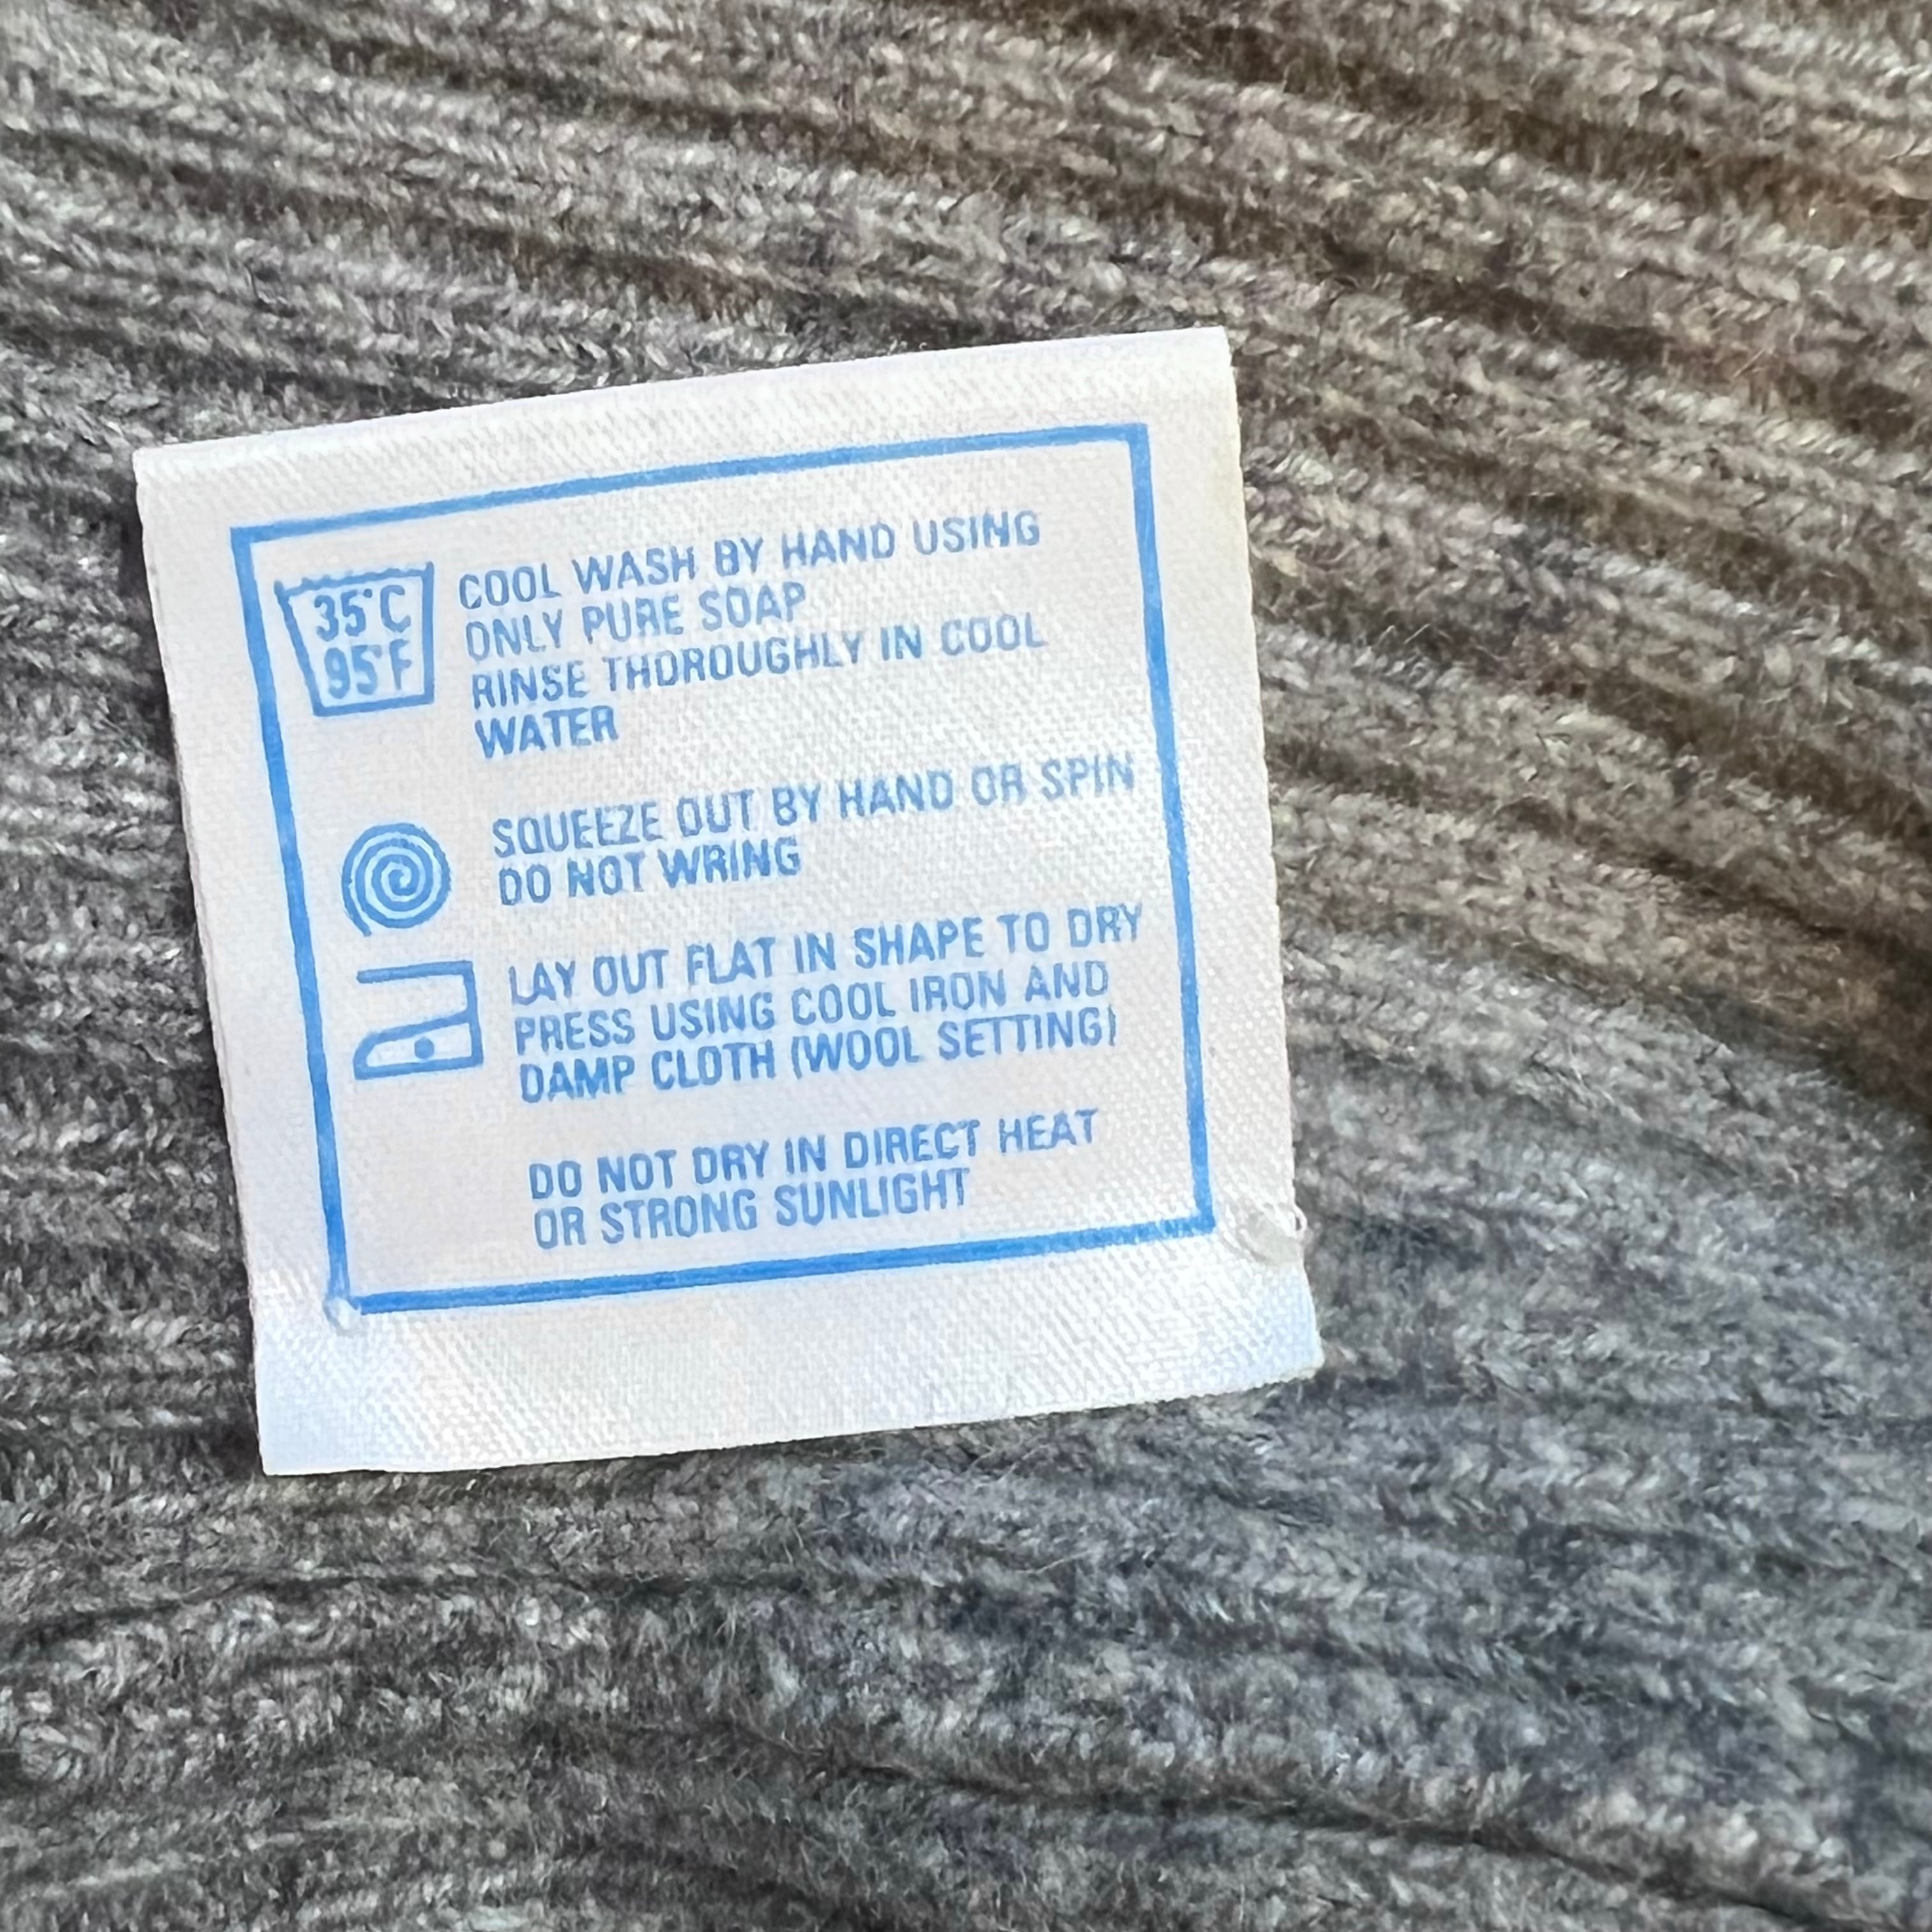 35°C
95°F
COOL WASH BY HAND USING
ONLY PURE SOAP
RINSE THOROUGHLY IN COOL
WATER
SQUEEZE OUT BY HAND OR SPIN
DO NOT WRING
LAY OUT FLAT IN SHAPE TO DRY
PRESS USING COOL IRON AND
DAMP CLOTH (WOOL SETTING)
DO NOT DRY IN DIRECT HEAT
OR STRONG SUNLIGHT